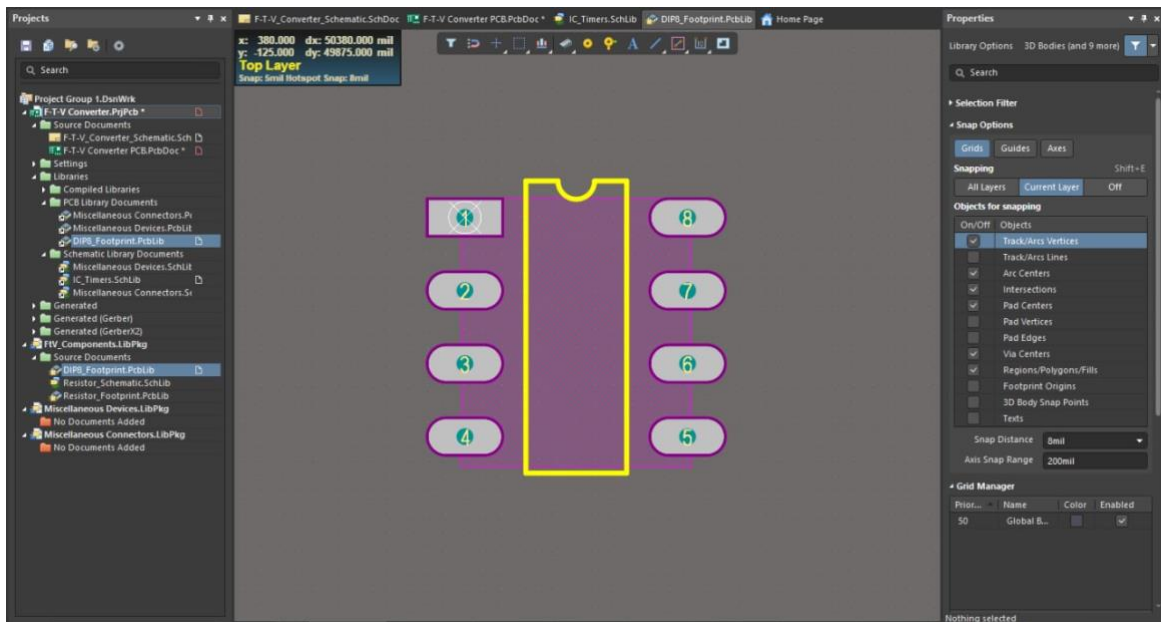 Projects
Search
Project Group 1.DsnWrk
F-T-V Converter.PrjPcb *
Source Documents
F-T-V_Converter_Schematic.Sch
F-T-V Converter PCB.PcbDoc *
Settings
Libraries
Compiled Libraries
PCB Library Documents
Miscellaneous Connectors.Pc
Miscellaneous Devices.PcbLit
DIP8_Footprint.PcbLib
Schematic Library Documents
Miscellaneous Devices.SchLit
IC_Timers.SchLib
Miscellaneous Connectors.Sc
Generated
Generated (Gerber)
Generated (GerberX2)
FtV_Components.LibPkg
Source Documents
DIP8_Footprint.PcbLib
Resistor_Schematic.SchLib
Resistor_Footprint.PcbLib
Miscellaneous Devices.LibPkg
No Documents Added
Miscellaneous Connectors.LibPkg
No Documents Added
F-T-V_Converter_Schematic.SchDoc F-T-V Converter PCB.PcbDoc * IC_Timers.SchLib DIP8_Footprint.PcbLib Home Page
x: 380.000 dx: 50380.000 mil
y: -125.000 dy: 49875.000 mil
Top Layer
Snap: 5mil Hotspot Snap: 8mil
A
1 8
2 7
3 6
4 5
Properties
Library Options 3D Bodies (and 9 more)
Search
Selection Filter
Snap Options
Grids Guides Axes
Snapping Shift+E
All Layers Current Layer Off
Objects for snapping
On/Off Objects
Track/Arcs Vertices
Track/Arcs Lines
Arc Centers
Intersections
Pad Centers
Pad Vertices
Pad Edges
Via Centers
Regions/Polygons/Fills
Footprint Origins
3D Body Snap Points
Texts
Snap Distance 8mil
Axis Snap Range 200mil
Grid Manager
Prior... Name Color Enabled
50 Global B...
Nothing selected